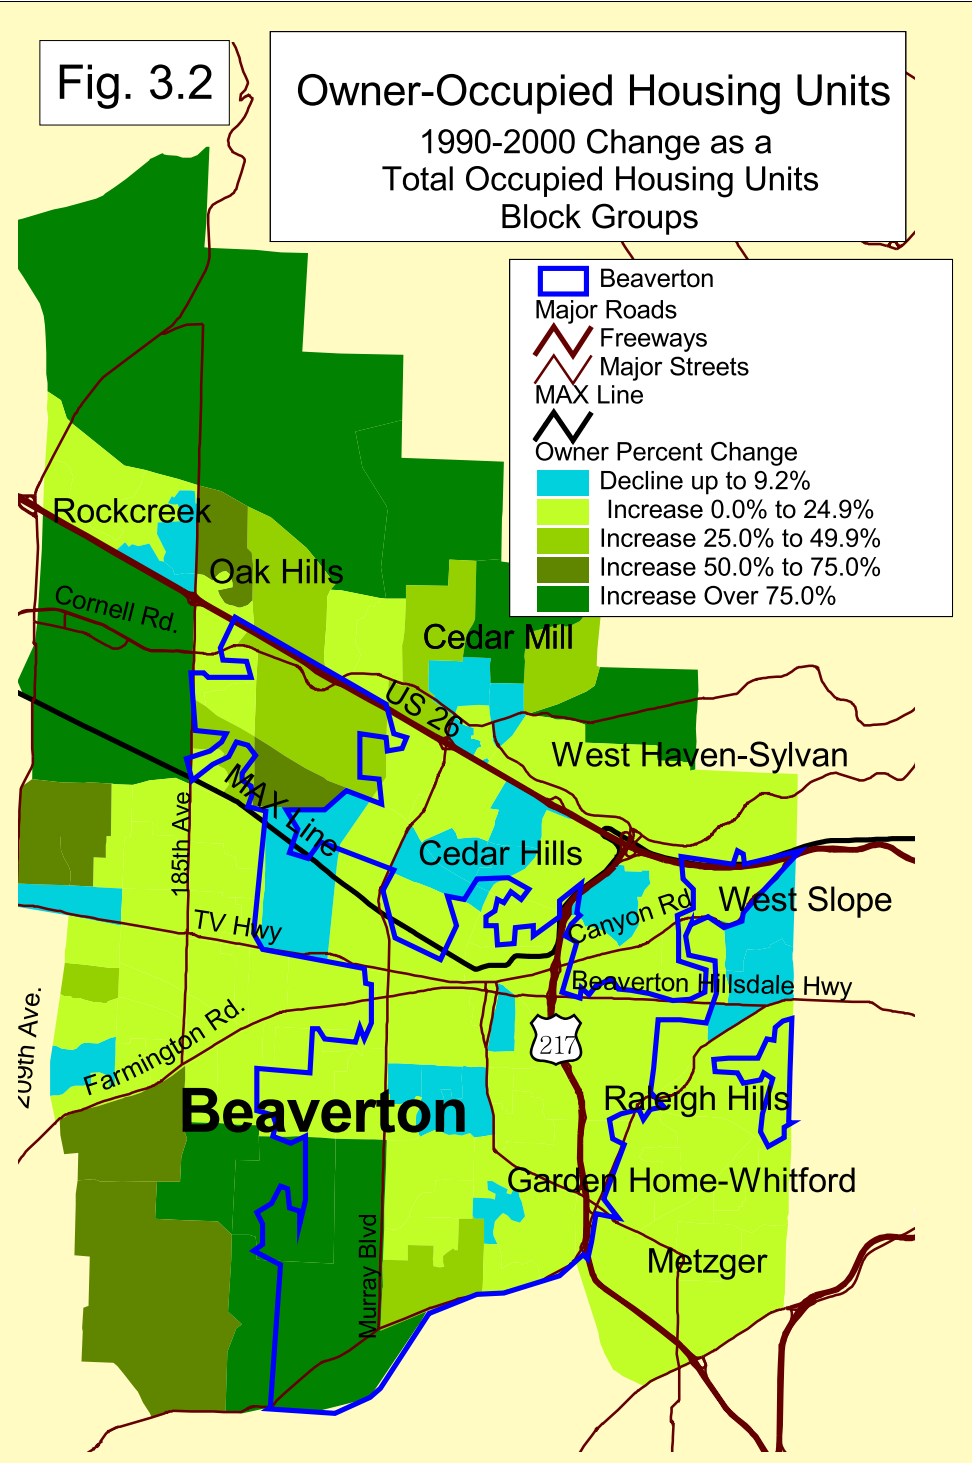 Fig. 3.2
Owner-Occupied Housing Units
1990-2000 Change as a
Total Occupied Housing Units
Block Groups
Beaverton
Major Roads
Freeways
Major Streets
MAX Line
Owner Percent Change
Decline up to 9.2%
Increase 0.0% to 24.9%
Increase 25.0% to 49.9%
Increase 50.0% to 75.0%
Increase Over 75.0%
Rockcreek
Oak Hills
Cornell Rd.
Cedar Mill
US 26
West Haven-Sylvan
MAX Line
185th Ave
Cedar Hills
West Slope
Canyon Rd
TV Hwy
Beaverton Hillsdale Hwy
209th Ave.
Farmington Rd.
217
Beaverton
Raleigh Hills
Garden Home-Whitford
Murray Blvd
Metzger